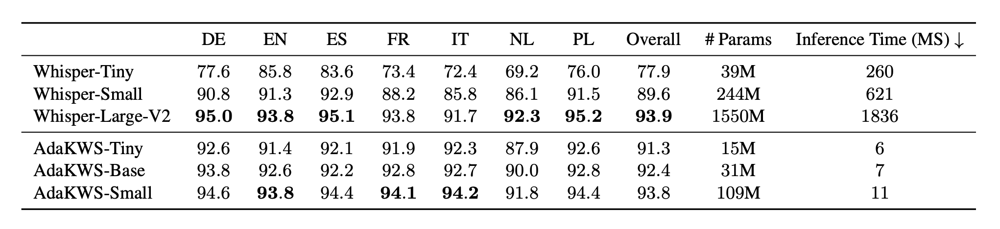 DE EN ES FR IT NL PL Overall # Params Inference Time (MS) ↓
Whisper-Tiny 77.6 85.8 83.6 73.4 72.4 69.2 76.0 77.9 39M 260
Whisper-Small 90.8 91.3 92.9 88.2 85.8 86.1 91.5 89.6 244M 621
Whisper-Large-V2 95.0 93.8 95.1 93.8 91.7 92.3 95.2 93.9 1550M 1836
AdaKWS-Tiny 92.6 91.4 92.1 91.9 92.3 87.9 92.6 91.3 15M 6
AdaKWS-Base 93.8 92.6 92.2 92.8 92.7 90.0 92.8 92.4 31M 7
AdaKWS-Small 94.6 93.8 94.4 94.1 94.2 91.8 94.4 93.8 109M 11